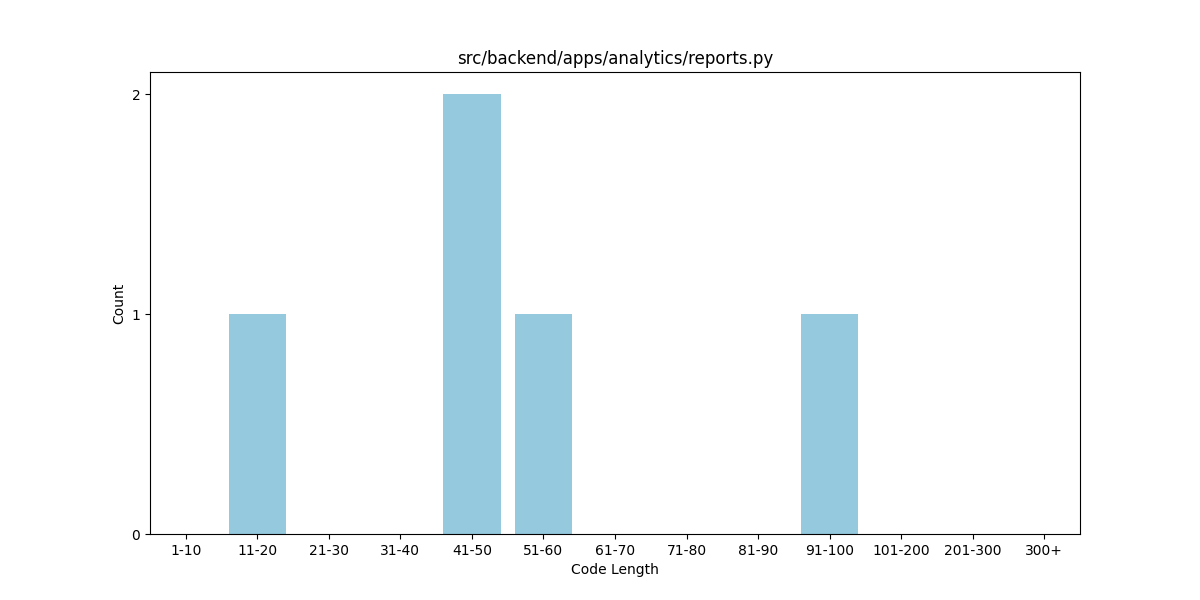 src/backend/apps/analytics/reports.py
2
1
0
Count
1-10 11-20 21-30 31-40 41-50 51-60 61-70 71-80 81-90 91-100 101-200 201-300 300+
Code Length